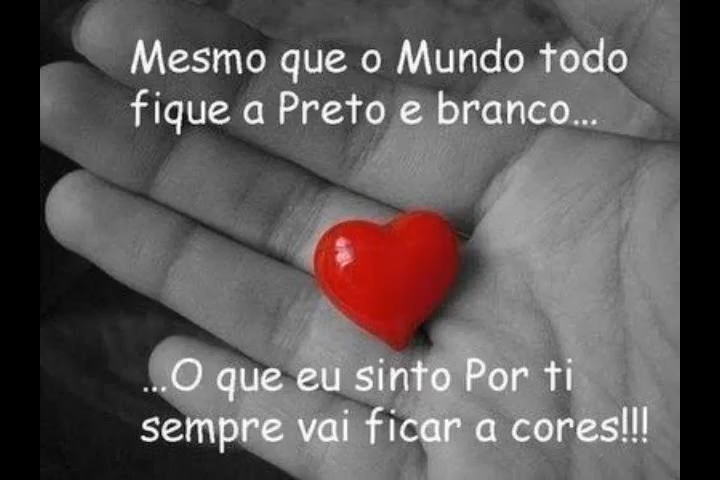 Mesmo que o Mundo todo
fique a Preto e branco...
...O que eu sinto Por ti
sempre vai ficar a cores!!!